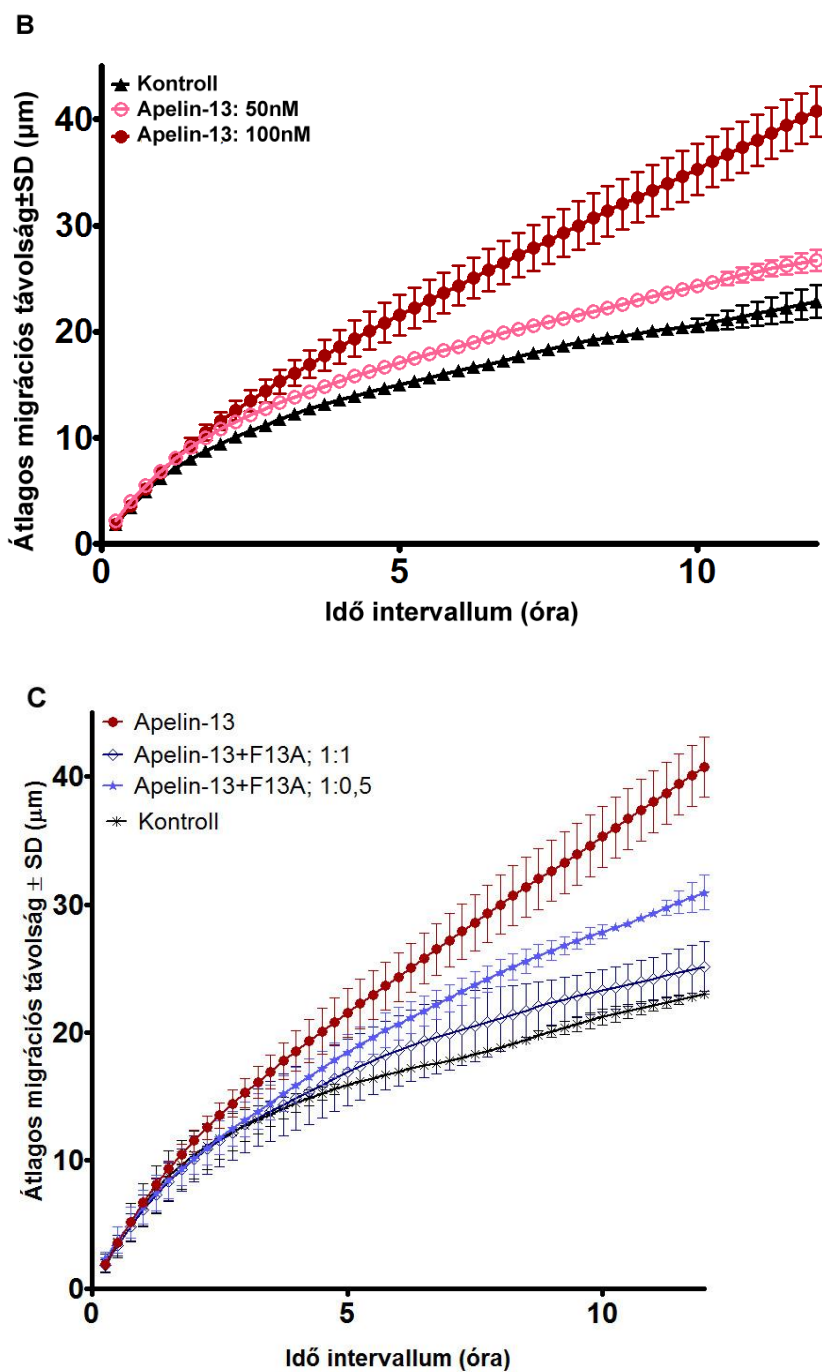 B
Kontroll
Apelin-13: 50nM
Apelin-13: 100nM
Átlagos migrációs távolság±SD (µm)
40
30
20
10
0
0
5
10
Idő intervallum (óra)
C
Apelin-13
Apelin-13+F13A; 1:1
Apelin-13+F13A; 1:0,5
Kontroll
Átlagos migrációs távolság ± SD (µm)
40
30
20
10
0
0
5
10
Idő intervallum (óra)